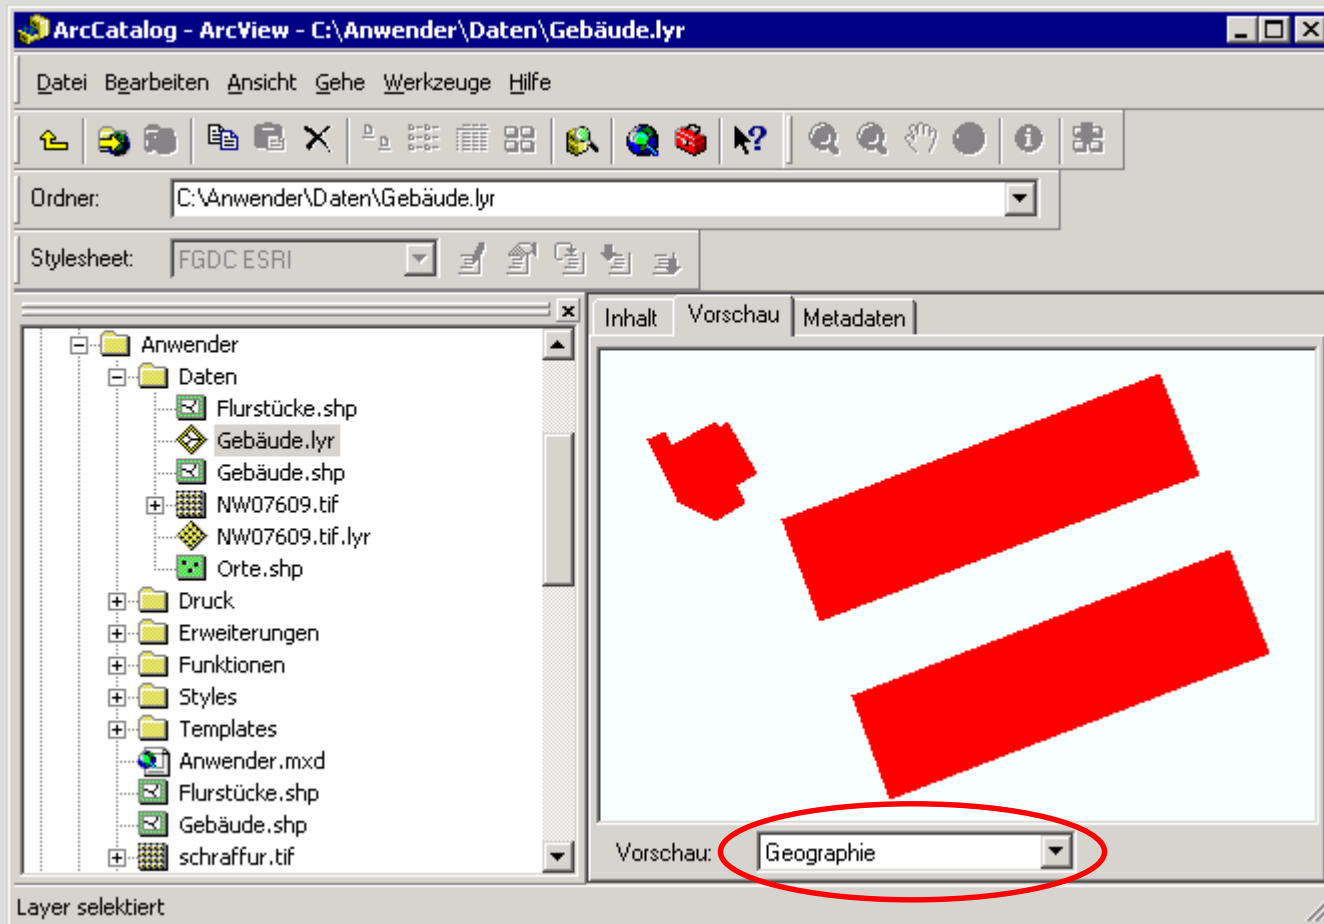 ArcCatalog - ArcView - C:\Anwender\Daten\Gebäude.lyr
Datei Bearbeiten Ansicht Gehe Werkzeuge Hilfe
Ordner: C:\Anwender\Daten\Gebäude.lyr
Stylesheet: FGDC ESRI
Anwender
Daten
Flurstücke.shp
Gebäude.lyr
Gebäude.shp
NW07609.tif
NW07609.tif.lyr
Orte.shp
Druck
Erweiterungen
Funktionen
Styles
Templates
Anwender.mxd
Flurstücke.shp
Gebäude.shp
schraffur.tif
Inhalt Vorschau Metadaten
Vorschau: Geographie
Layer selektiert